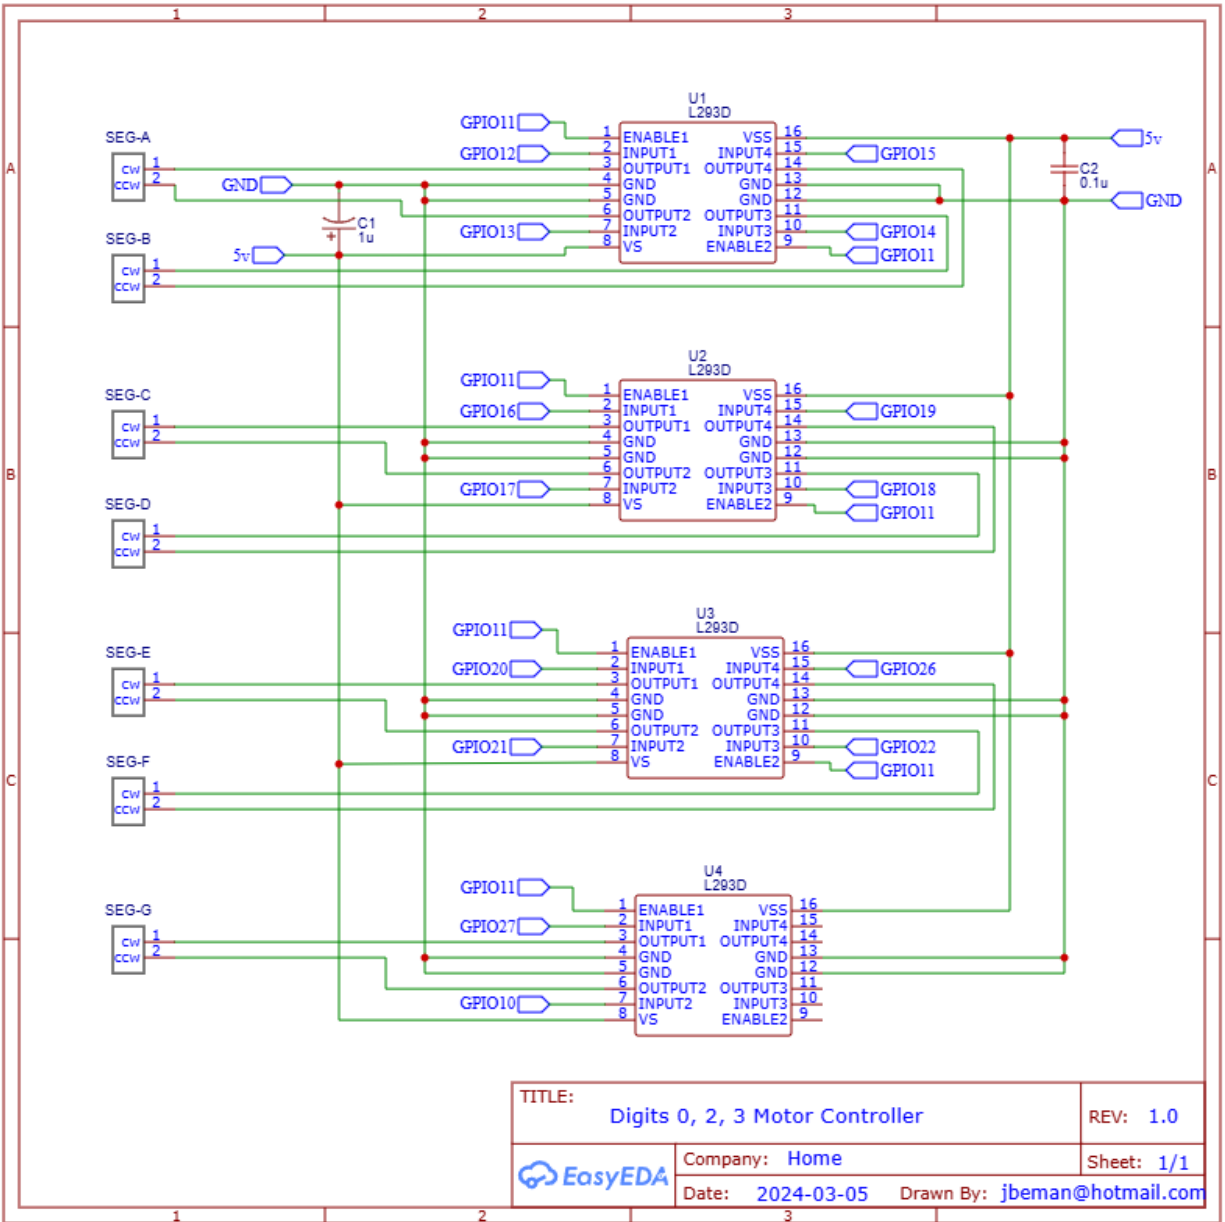 1 2 3
A A
B B
C C
U1
L293D
GPIO11
GPIO12
GPIO13
1 ENABLE1 VSS 16
2 INPUT1 INPUT4 15
3 OUTPUT1 OUTPUT4 14
4 GND GND 13
5 GND GND 12
6 OUTPUT2 OUTPUT3 11
7 INPUT2 INPUT3 10
8 VS ENABLE2 9
GPIO15
GPIO14
GPIO11
5v
C2
0.1u
GND
SEG-A
CW 1
CCW 2
GND
C1
1u
+
5v
SEG-B
CW 1
CCW 2
U2
L293D
GPIO11
GPIO16
GPIO17
1 ENABLE1 VSS 16
2 INPUT1 INPUT4 15
3 OUTPUT1 OUTPUT4 14
4 GND GND 13
5 GND GND 12
6 OUTPUT2 OUTPUT3 11
7 INPUT2 INPUT3 10
8 VS ENABLE2 9
GPIO19
GPIO18
GPIO11
SEG-C
CW 1
CCW 2
SEG-D
CW 1
CCW 2
U3
L293D
GPIO11
GPIO20
GPIO21
1 ENABLE1 VSS 16
2 INPUT1 INPUT4 15
3 OUTPUT1 OUTPUT4 14
4 GND GND 13
5 GND GND 12
6 OUTPUT2 OUTPUT3 11
7 INPUT2 INPUT3 10
8 VS ENABLE2 9
GPIO26
GPIO22
GPIO11
SEG-E
CW 1
CCW 2
SEG-F
CW 1
CCW 2
U4
L293D
GPIO11
GPIO27
GPIO10
1 ENABLE1 VSS 16
2 INPUT1 INPUT4 15
3 OUTPUT1 OUTPUT4 14
4 GND GND 13
5 GND GND 12
6 OUTPUT2 OUTPUT3 11
7 INPUT2 INPUT3 10
8 VS ENABLE2 9
SEG-G
CW 1
CCW 2
TITLE:
Digits 0, 2, 3 Motor Controller
REV: 1.0
EasyEDA
Company: Home
Sheet: 1/1
Date: 2024-03-05 Drawn By: jbeman@hotmail.com
1 2 3